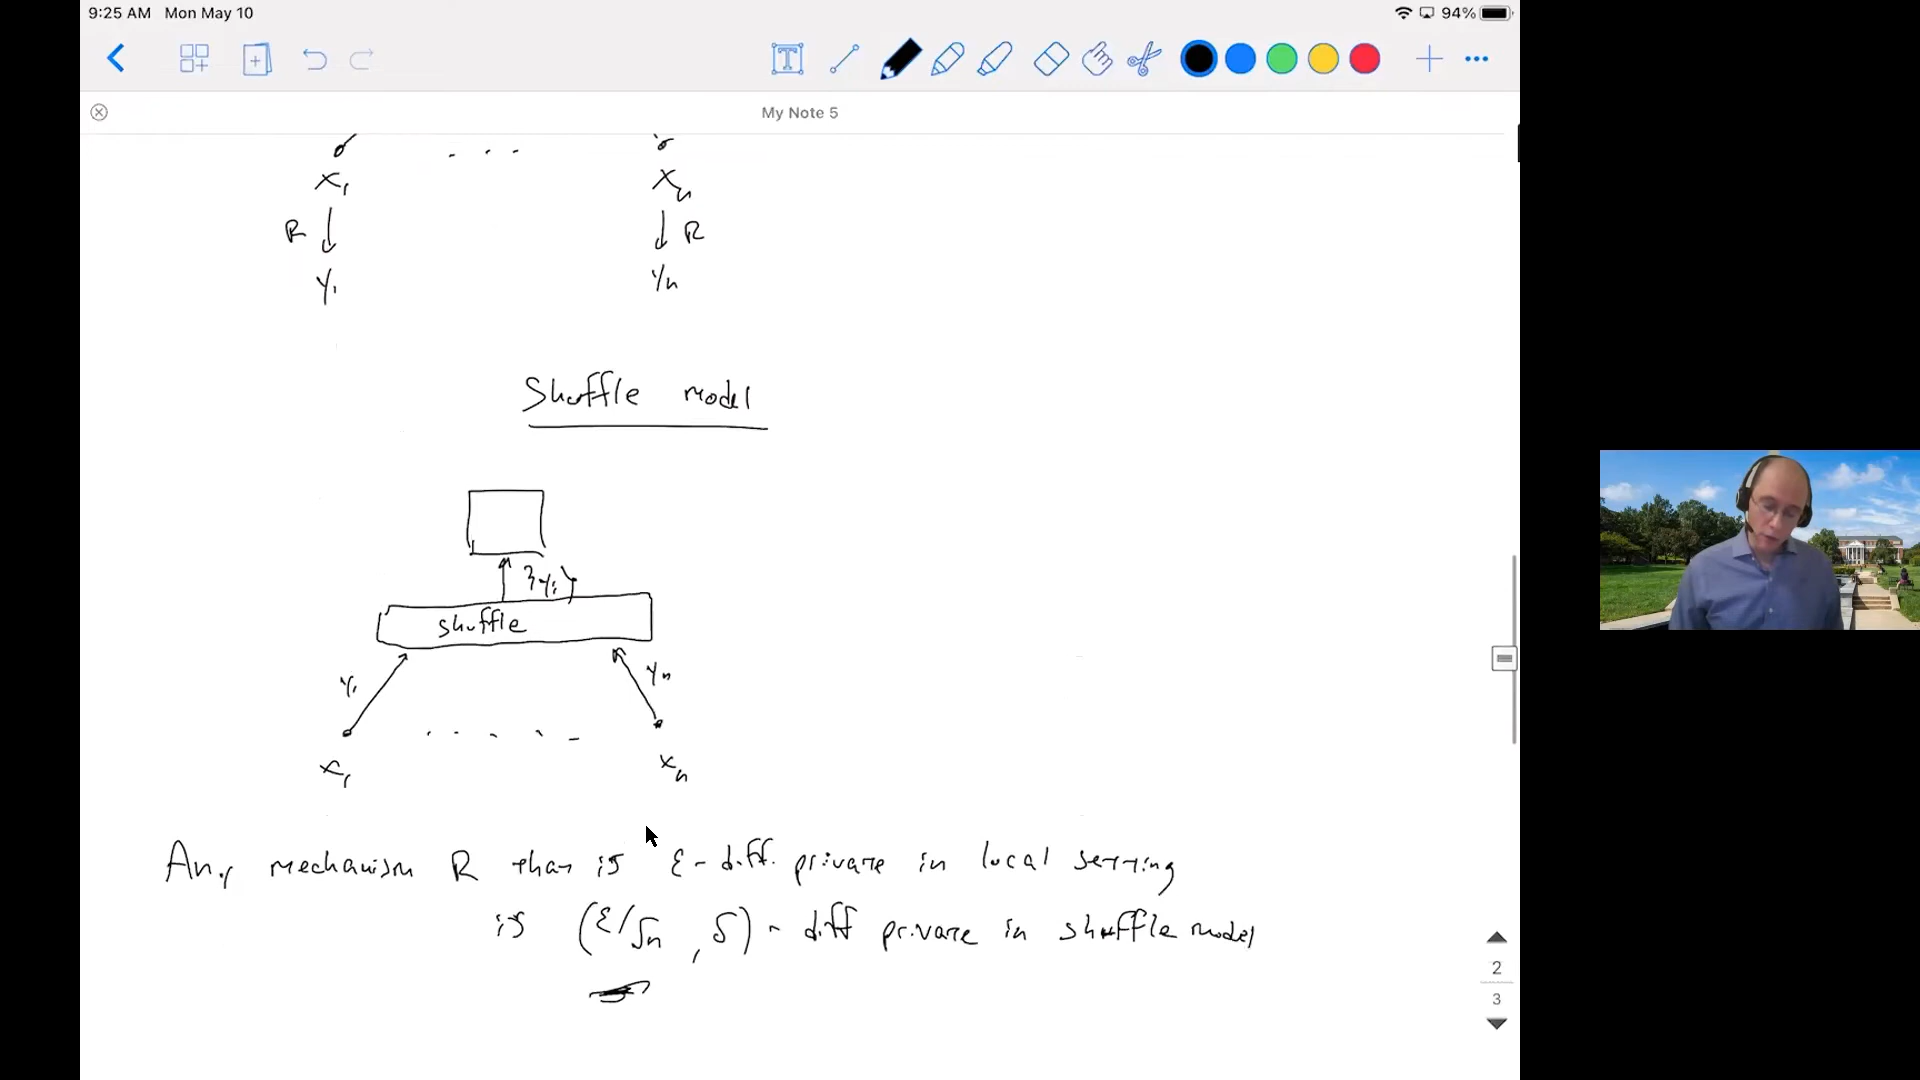 9:25 AM Mon May 10
94%
T
My Note 5
. . .
x₁ xₙ
R R
y₁ yₙ
Shuffle model
{yᵢ}
shuffle
y₁ yₙ
. . . . .
x₁ xₙ
Any mechanism R that is ε-diff. private in local setting
is (ε/√n, δ)-diff private in shuffle model
2
3